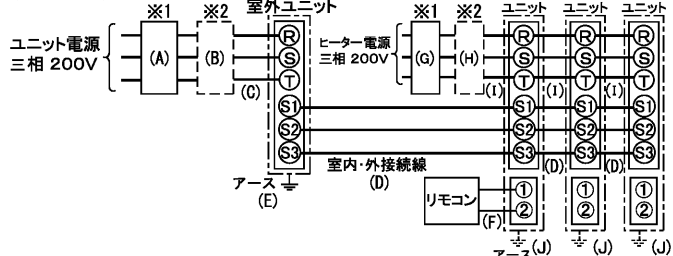 ※1 ※2 室外ユニット ※1 ※2 ユニット ユニット ユニット
ユニット電源
三相 200V
(A) (B) (C)
R
S
T
S1
S2
S3
アース
(E)
ヒーター電源
三相 200V
(G) (H) (I) (I) (I)
R R R
S S S
T T T
S1 S1 S1
S2 S2 S2
S3 S3 S3
室内・外接続線
(D) (D) (D)
リモコン
(F)
① ① ①
② ② ②
アース (J) (J) (J)